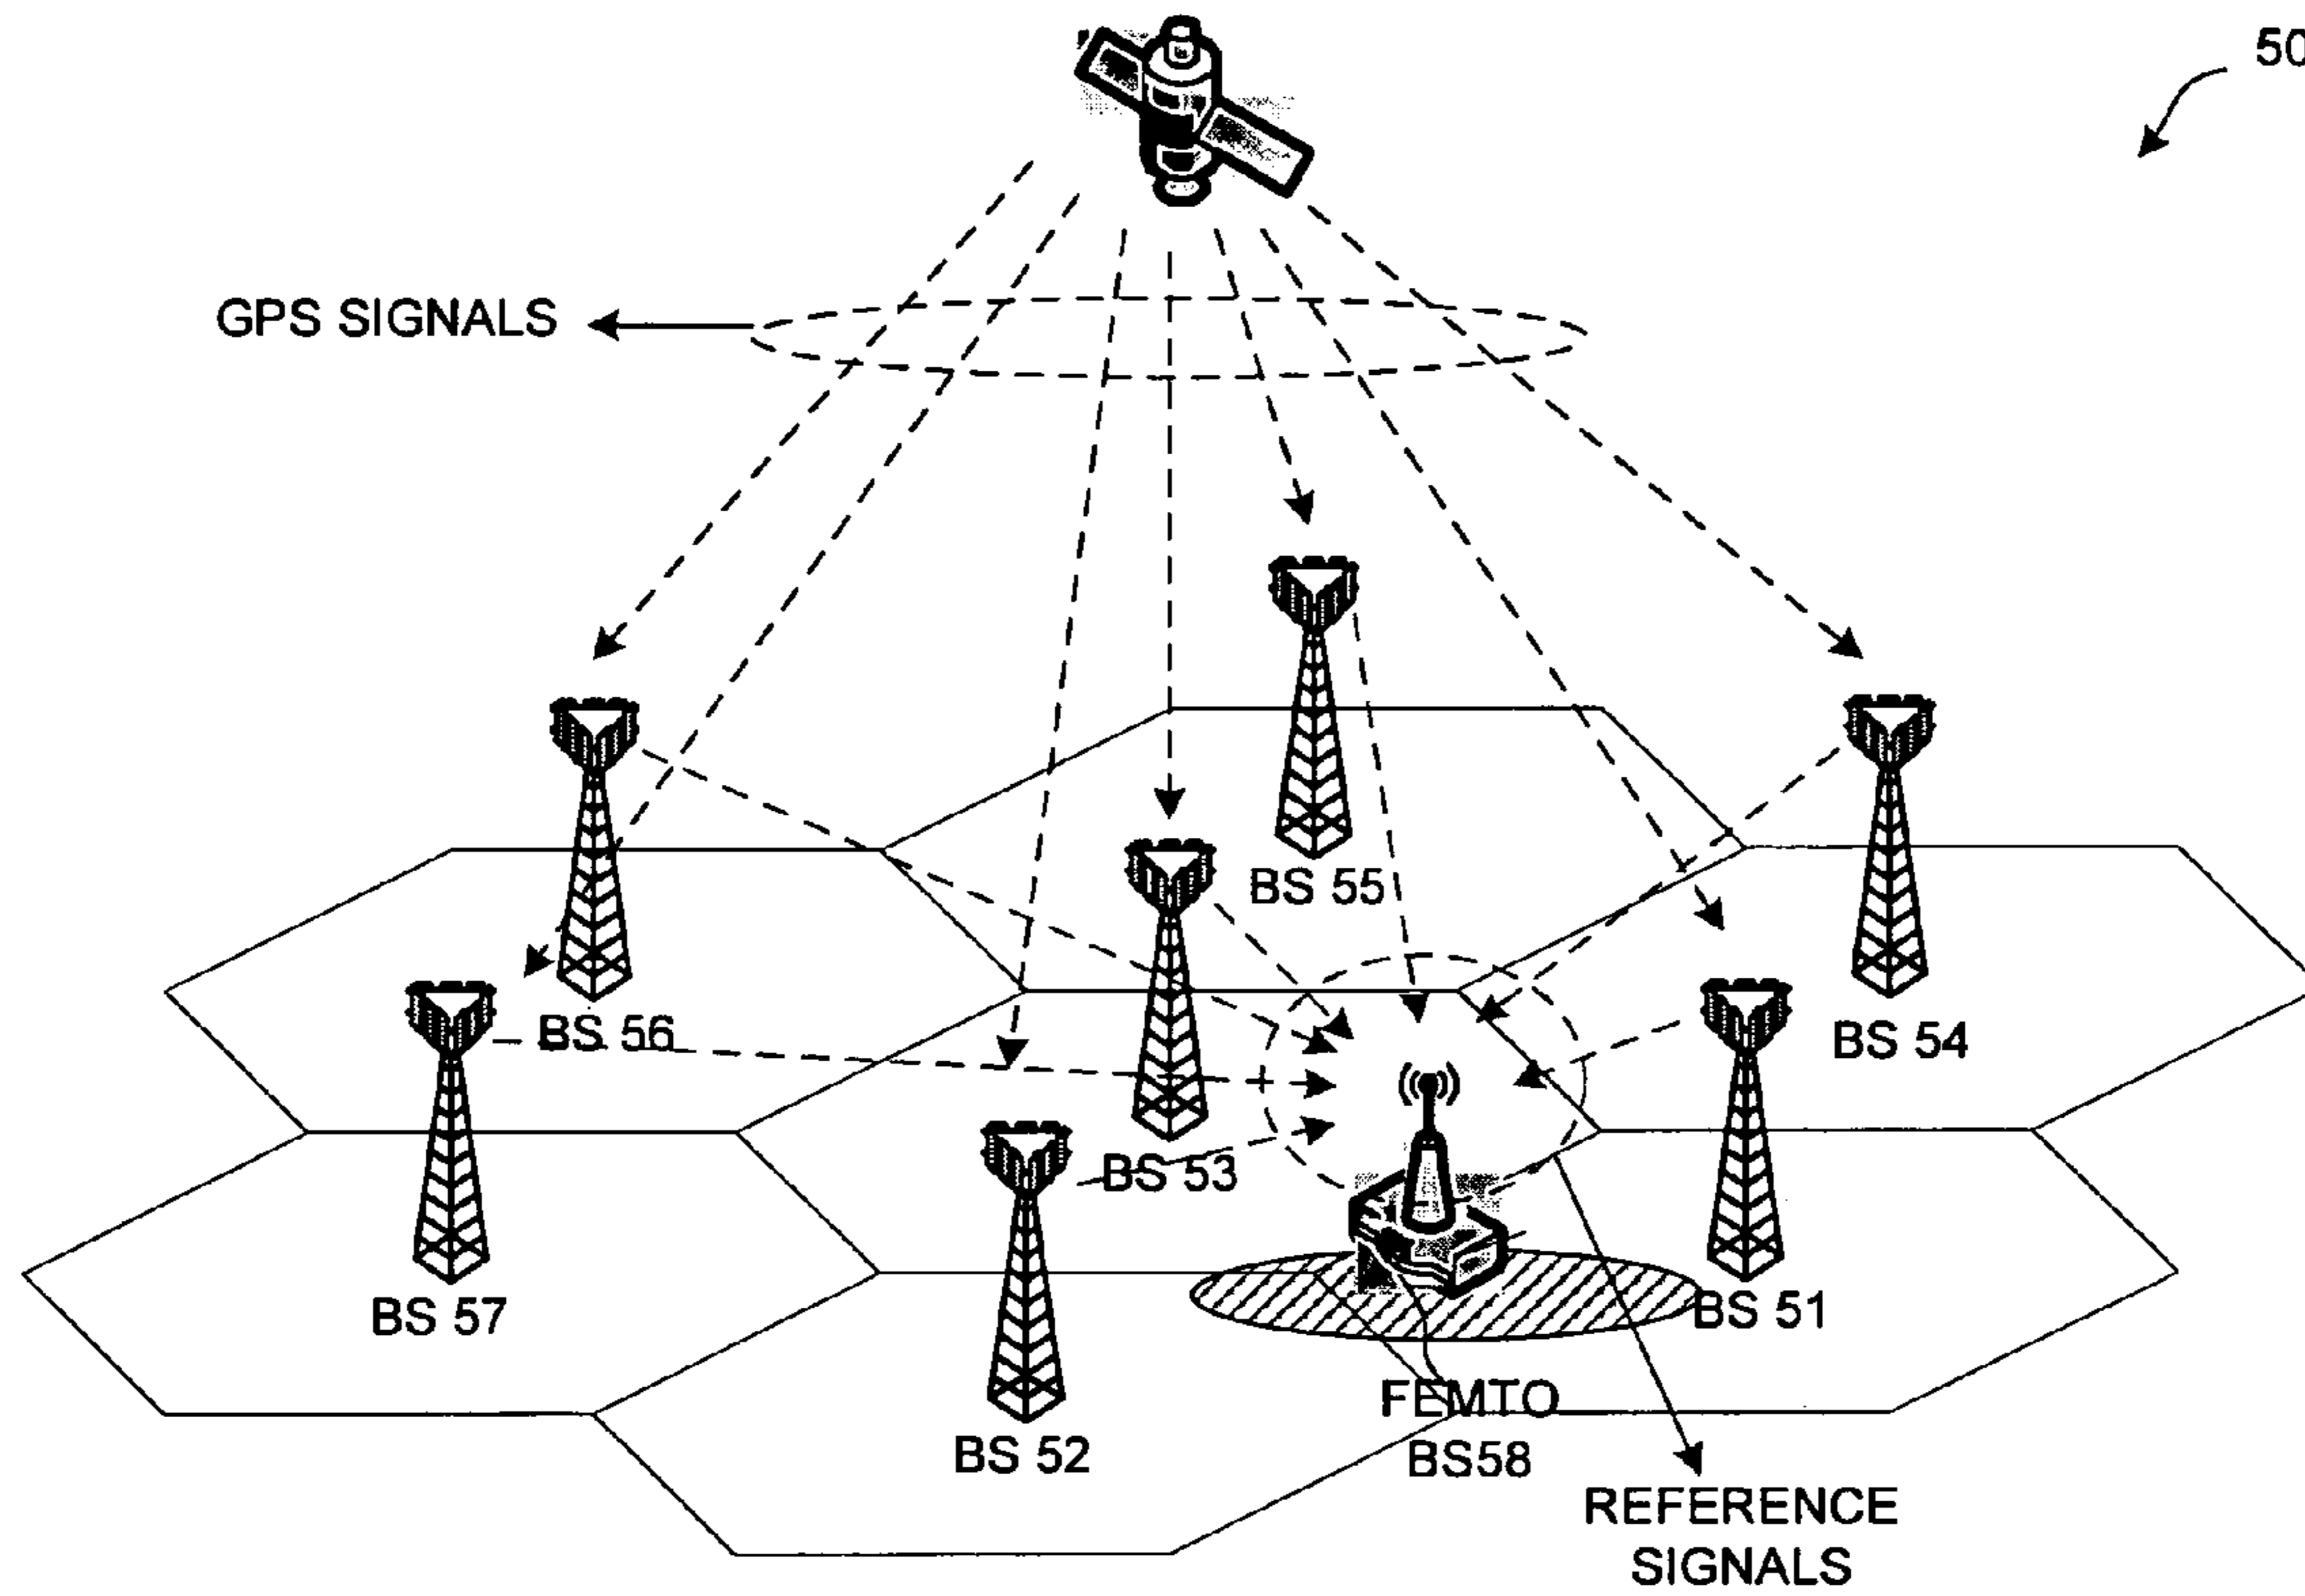 50
GPS SIGNALS
BS 55
BS 56
BS 54
BS 53
BS 57
BS 51
FEMTO
BS 52
BS58
REFERENCE
SIGNALS